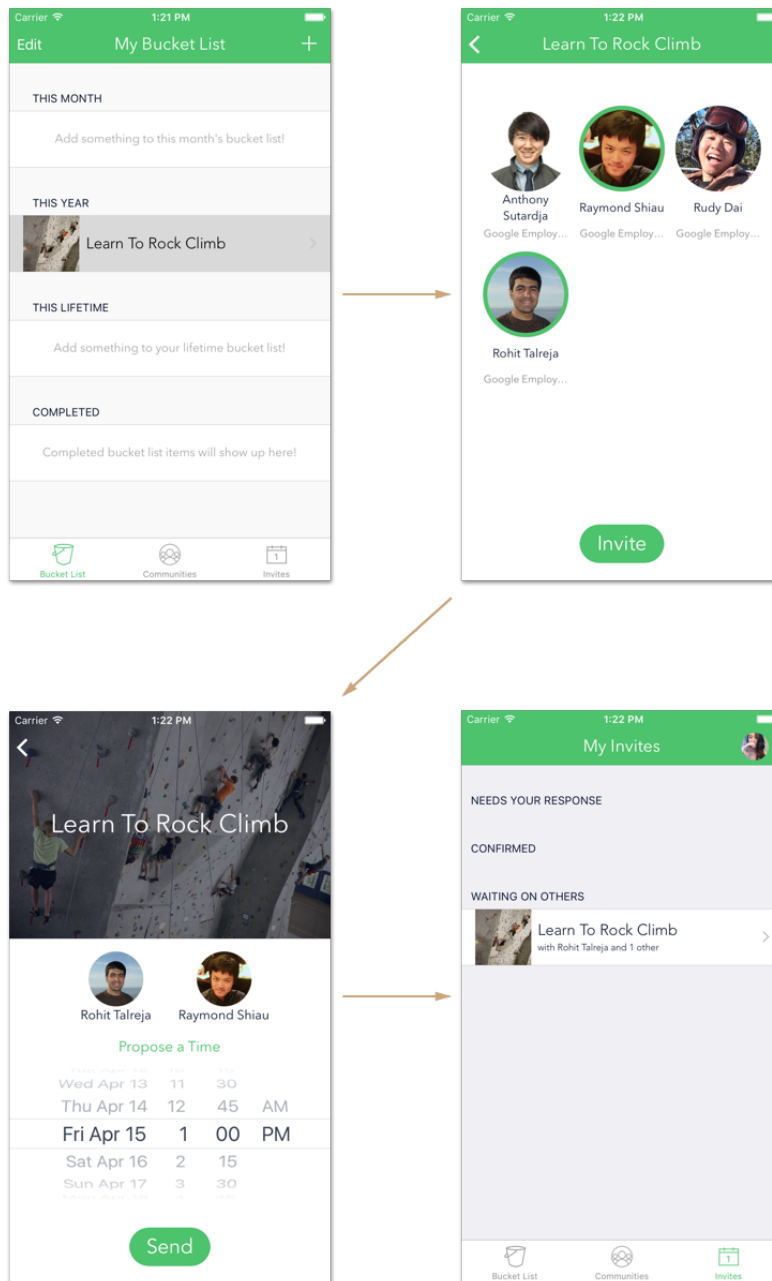 Carrier 1:21 PM
Edit My Bucket List +
THIS MONTH
Add something to this month's bucket list!
THIS YEAR
Learn To Rock Climb
THIS LIFETIME
Add something to your lifetime bucket list!
COMPLETED
Completed bucket list items will show up here!
1
Bucket List Communities Invites
Carrier 1:22 PM
Learn To Rock Climb
Anthony
Sutardja
Raymond Shiau Rudy Dai
Google Employ... Google Employ... Google Employ...
Rohit Talreja
Google Employ...
Invite
Carrier 1:22 PM
Learn To Rock Climb
Rohit Talreja Raymond Shiau
Propose a Time
Wed Apr 13 11 30
Thu Apr 14 12 45 AM
Fri Apr 15 1 00 PM
Sat Apr 16 2 15
Sun Apr 17 3 30
Send
Carrier 1:22 PM
My Invites
NEEDS YOUR RESPONSE
CONFIRMED
WAITING ON OTHERS
Learn To Rock Climb
with Rohit Talreja and 1 other
1
Bucket List Communities Invites